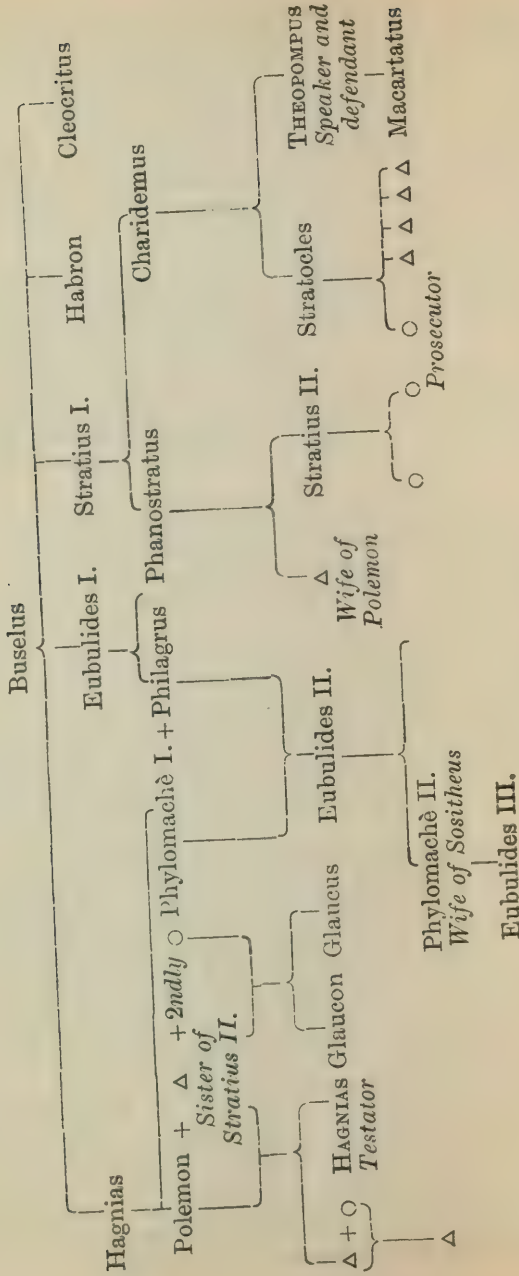 Buselus
Hagnias Eubulides I. Stratius I. Habron Cleocritus
Polemon + Δ + 2ndly ○ Phylomachè I. + Philagrus Phanostratus Charidemus
Sister of
Stratius II.
Δ + ○ HAGNIAS Glaucon Glaucus Eubulides II. Δ Stratius II. Stratocles THEOPOMPUS
Testator Wife of Speaker and
Polemon defendant
Δ Phylomachè II. ○ ○ ○ Δ Δ Δ Δ Macartatus
Wife of Sositheus Prosecutor
Eubulides III.